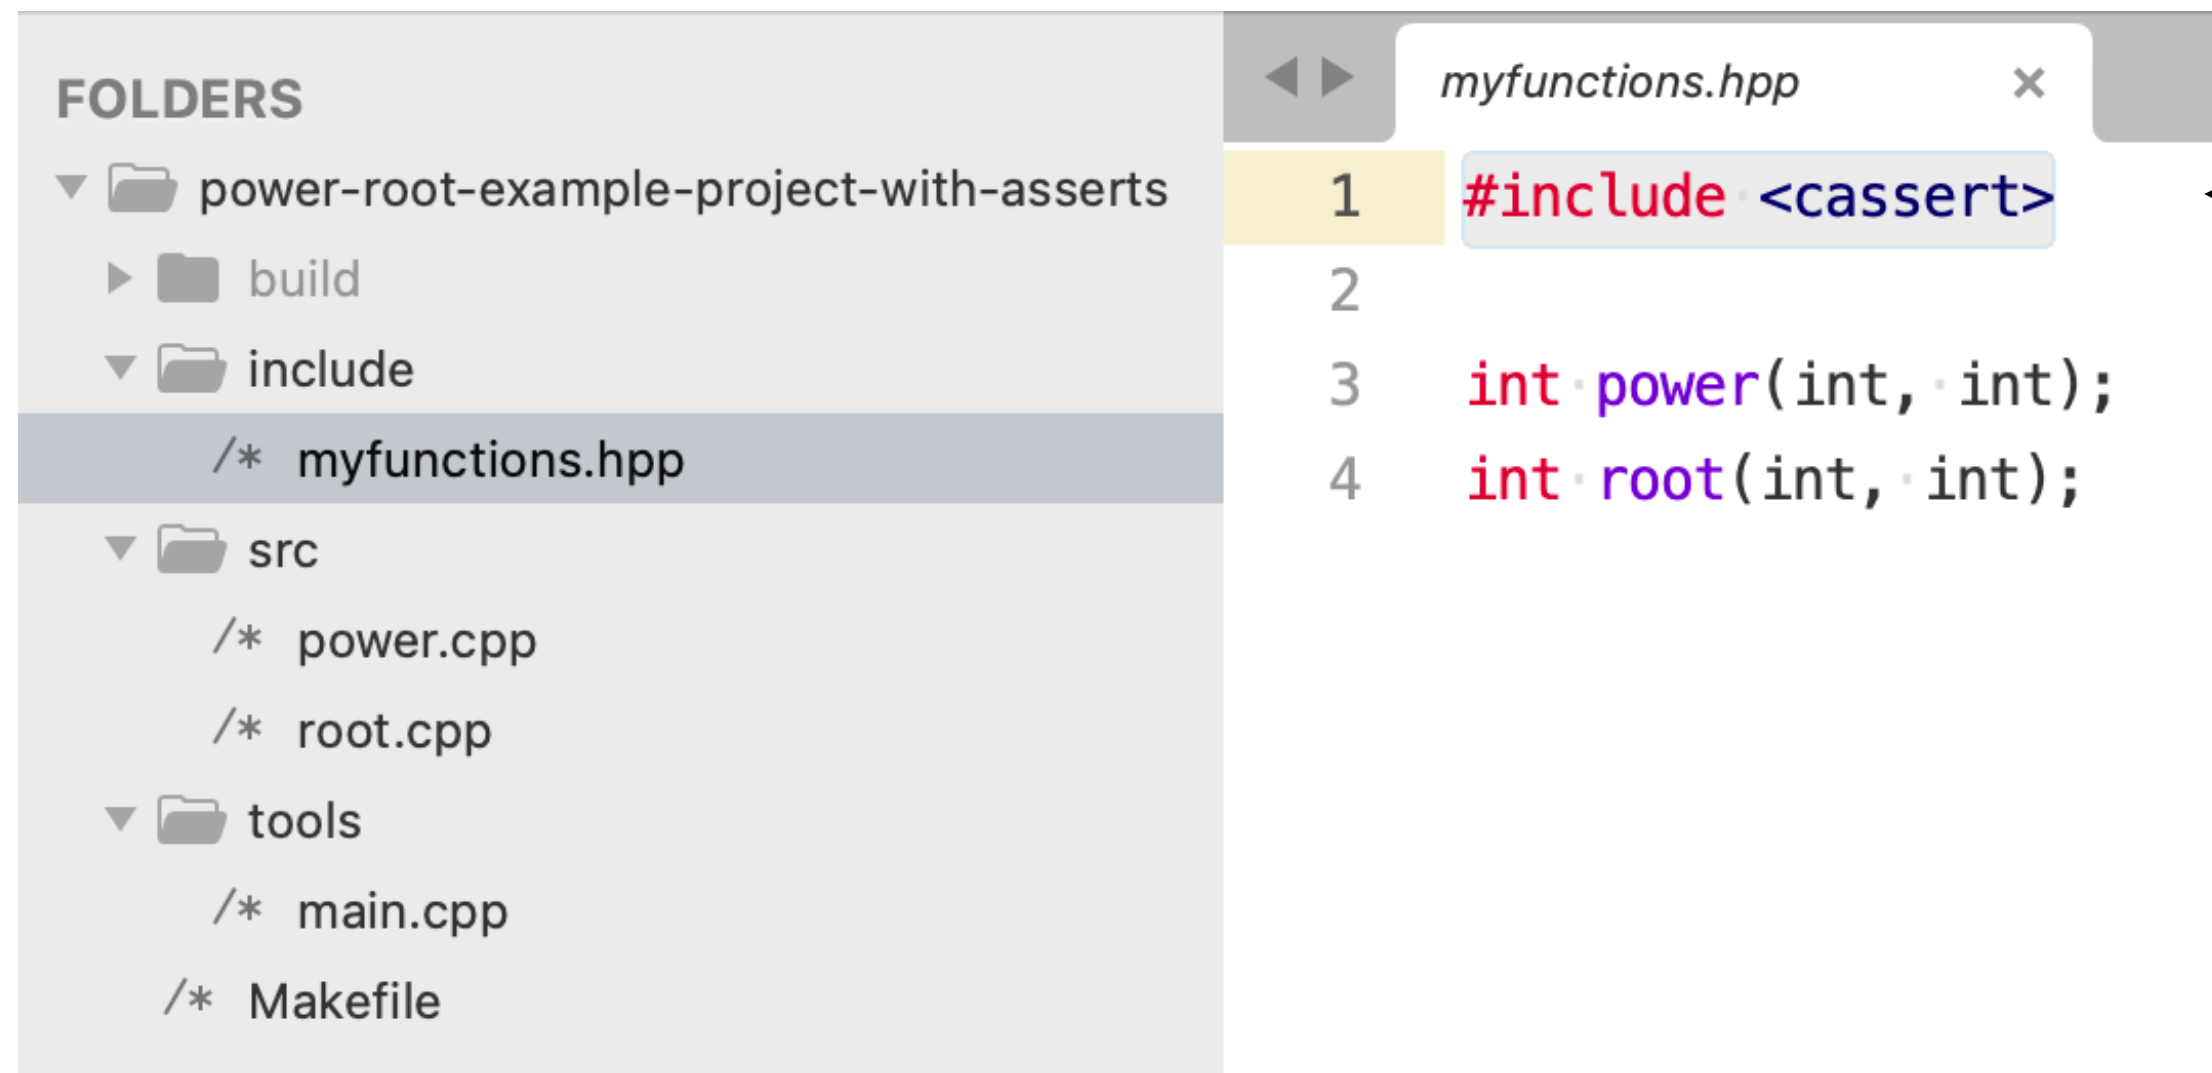 FOLDERS
power-root-example-project-with-asserts
build
include
/* myfunctions.hpp
src
/* power.cpp
/* root.cpp
tools
/* main.cpp
/* Makefile
myfunctions.hpp ×
1 #include <cassert>
2
3 int power(int, int);
4 int root(int, int);